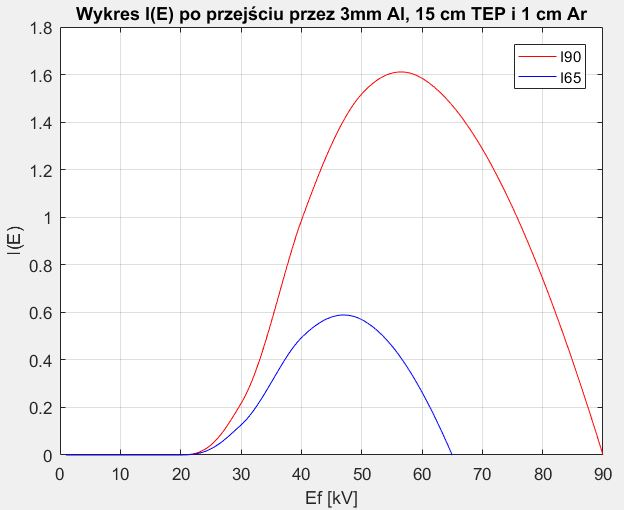 Wykres I(E) po przejściu przez 3mm Al, 15 cm TEP i 1 cm Ar
I90
I65
1.8
1.6
1.4
1.2
1
0.8
0.6
0.4
0.2
0
I(E)
0 10 20 30 40 50 60 70 80 90
Ef [kV]